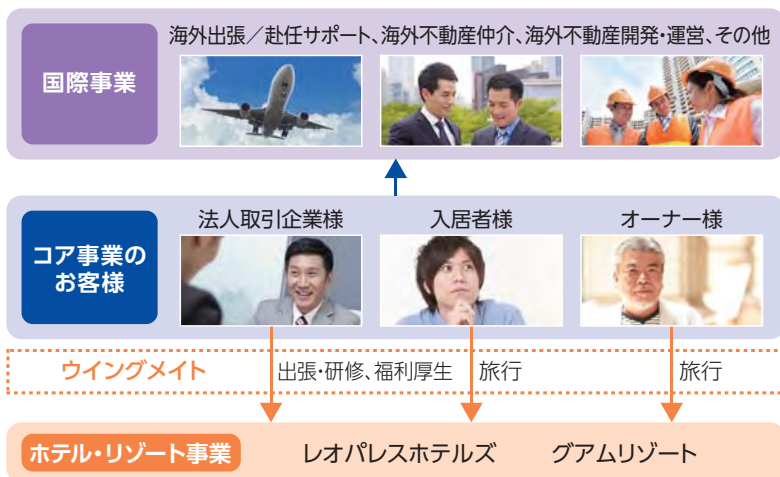 海外出張／赴任サポート、海外不動産仲介、海外不動産開発・運営、その他
国際事業
法人取引企業様 入居者様 オーナー様
コア事業の
お客様
ウイングメイト 出張・研修、福利厚生 旅行 旅行
ホテル・リゾート事業 レオパレスホテルズ グアムリゾート